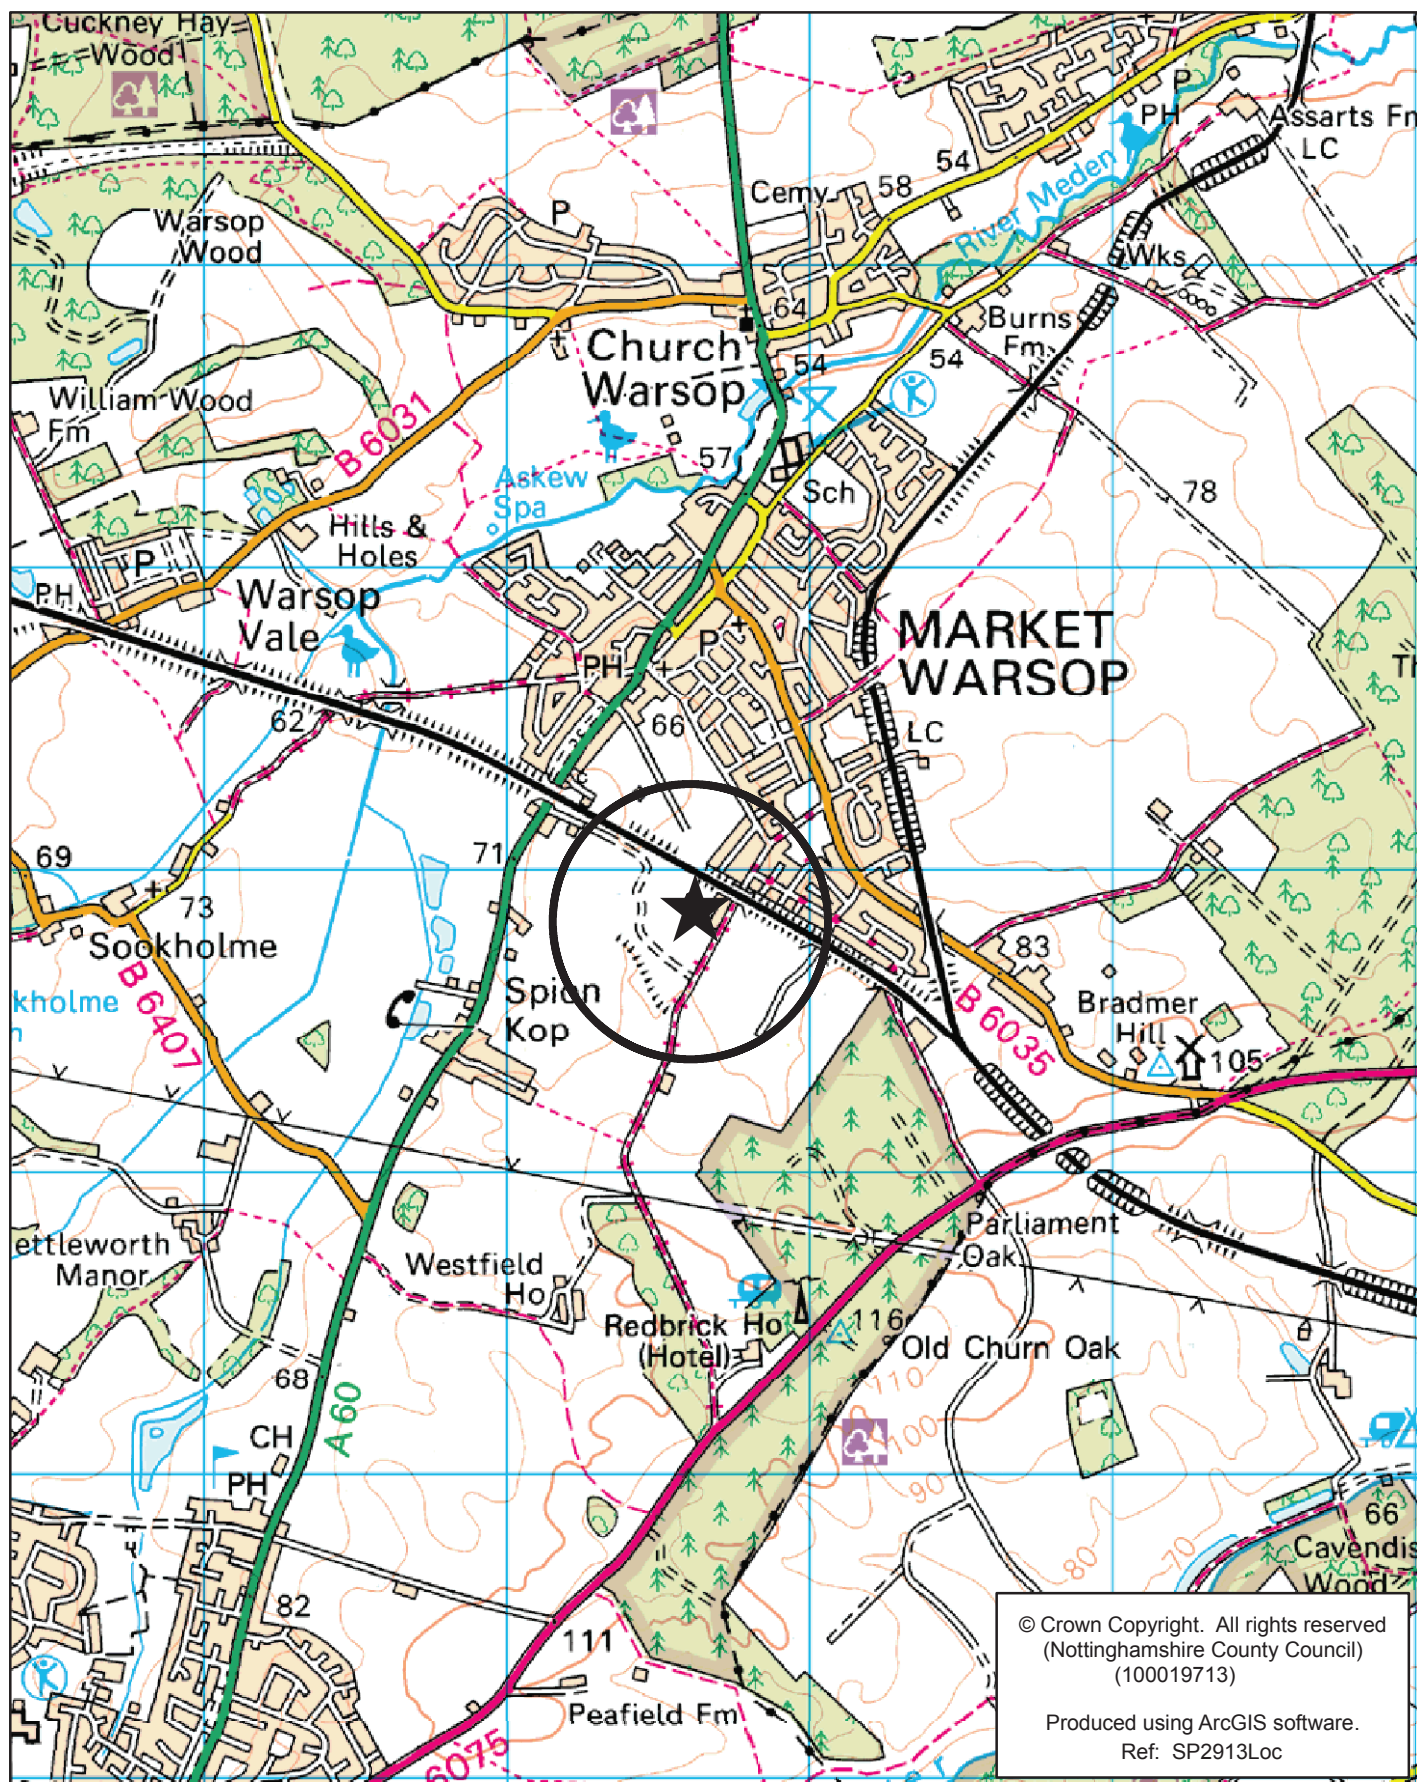 Cuckney Hay
Wood
P
PH
Assarts Fm
LC
54
58
Cemy
River Meden
P
Warsop
Wood
Wks
64
Burns
Fm
Church
Warsop
54
54
William Wood
Fm
B 6031
57
Askew
Spa
Sch
78
Hills &
Holes
P
PH
Warsop
Vale
MARKET
WARSOP
P
PH
66
62
LC
71
69
73
Sookholme
83
B 6407
Spion
Kop
kholme
B 6035
Bradmer
Hill
105
Parliament
Oak
ettleworth
Manor
Westfield
Ho
Redbrick Ho
(Hotel)
116
Old Churn Oak
110
100
68
A 60
CH
PH
90
80
70
66
Cavendis
Wood
82
111
Peafield Fm
6075
© Crown Copyright. All rights reserved
(Nottinghamshire County Council)
(100019713)
Produced using ArcGIS software.
Ref: SP2913Loc